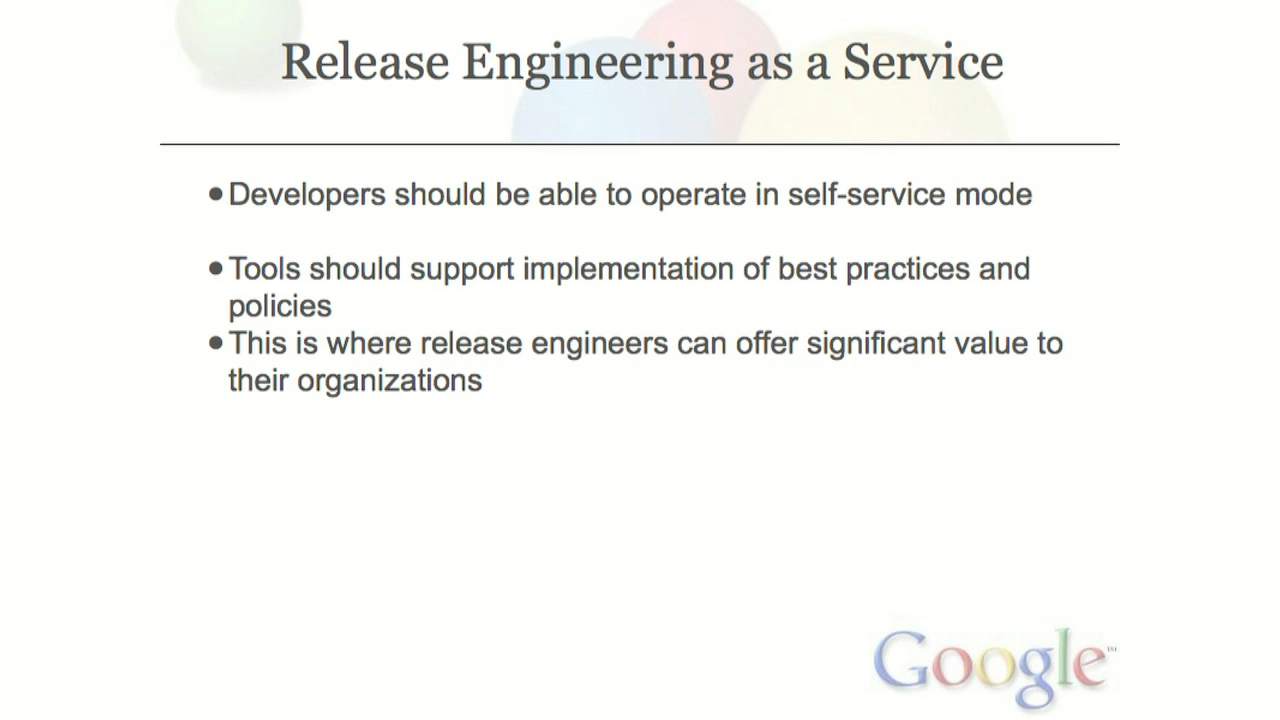 Release Engineering as a Service
●Developers should be able to operate in self-service mode
●Tools should support implementation of best practices and
policies
●This is where release engineers can offer significant value to
their organizations
Google™